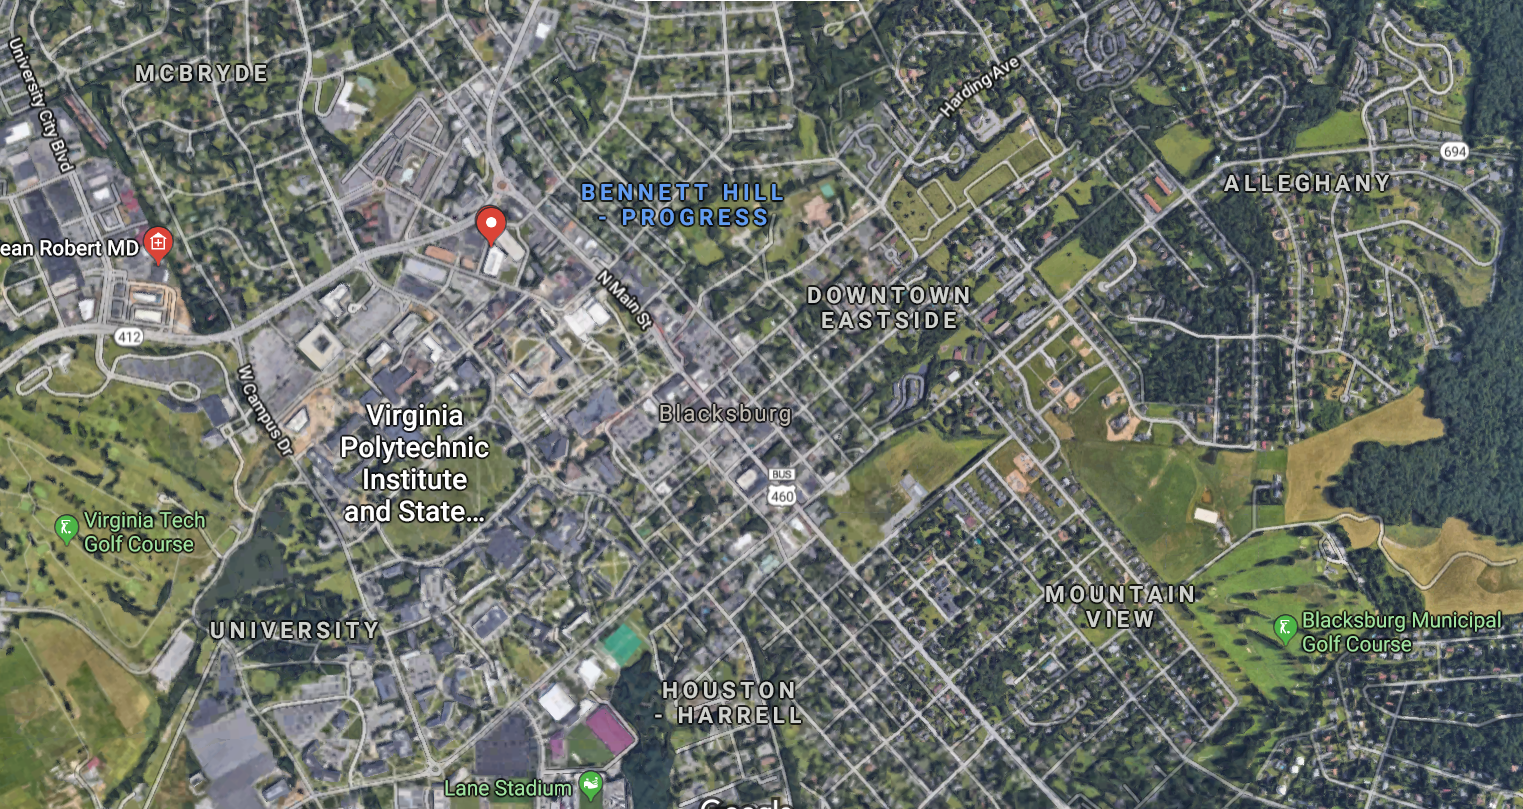 MCBRYDE
University City Blvd
Harding Ave
694
ALLEGHANY
BENNETT HILL
- PROGRESS
ean Robert MD
N Main St
DOWNTOWN
EASTSIDE
412
W Campus Dr
Virginia
Polytechnic
Institute
and State...
Blacksburg
BUS
460
Virginia Tech
Golf Course
MOUNTAIN
VIEW
Blacksburg Municipal
Golf Course
UNIVERSITY
HOUSTON
- HARRELL
Lane Stadium
Google